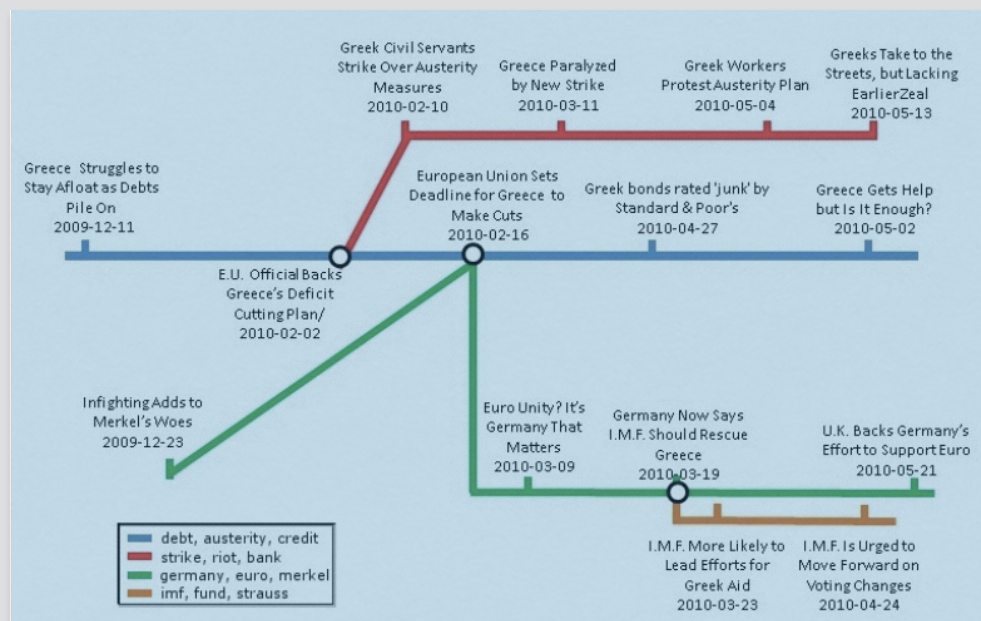 Greek Civil Servants
Strike Over Austerity
Measures
2010-02-10
Greece Paralyzed
by New Strike
2010-03-11
Greek Workers
Protest Austerity Plan
2010-05-04
Greeks Take to the
Streets, but Lacking
EarlierZeal
2010-05-13
Greece Struggles to
Stay Afloat as Debts
Pile On
2009-12-11
European Union Sets
Deadline for Greece to
Make Cuts
2010-02-16
Greek bonds rated 'junk' by
Standard & Poor's
2010-04-27
Greece Gets Help
but Is It Enough?
2010-05-02
E.U. Official Backs
Greece's Deficit
Cutting Plan/
2010-02-02
Infighting Adds to
Merkel's Woes
2009-12-23
Euro Unity? It's
Germany That
Matters
2010-03-09
Germany Now Says
I.M.F. Should Rescue
Greece
2010-03-19
U.K. Backs Germany's
Effort to Support Euro
2010-05-21
debt, austerity, credit
strike, riot, bank
germany, euro, merkel
imf, fund, strauss
I.M.F. More Likely to
Lead Efforts for
Greek Aid
2010-03-23
I.M.F. Is Urged to
Move Forward on
Voting Changes
2010-04-24